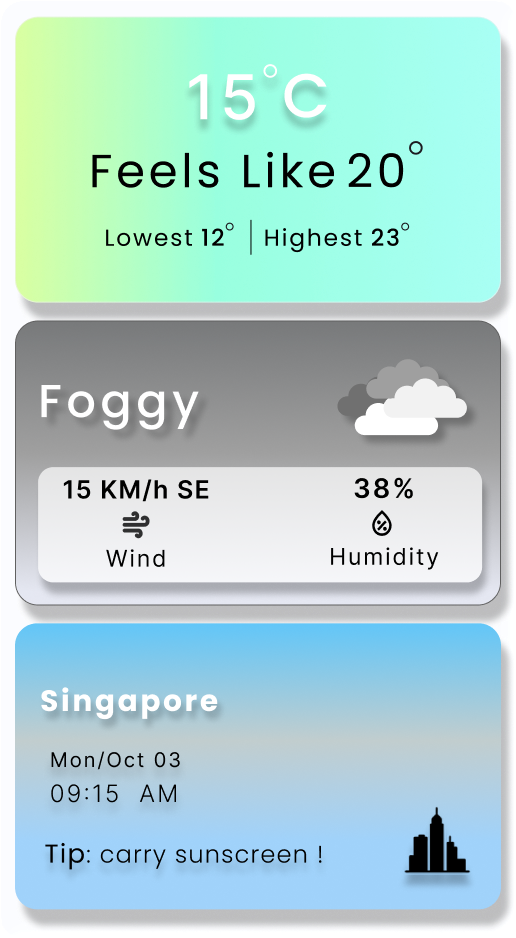 15°C
Feels Like 20°
Lowest 12° | Highest 23°
Foggy
15 KM/h SE 38%
Wind Humidity
Singapore
Mon/Oct 03
09:15 AM
Tip: carry sunscreen !